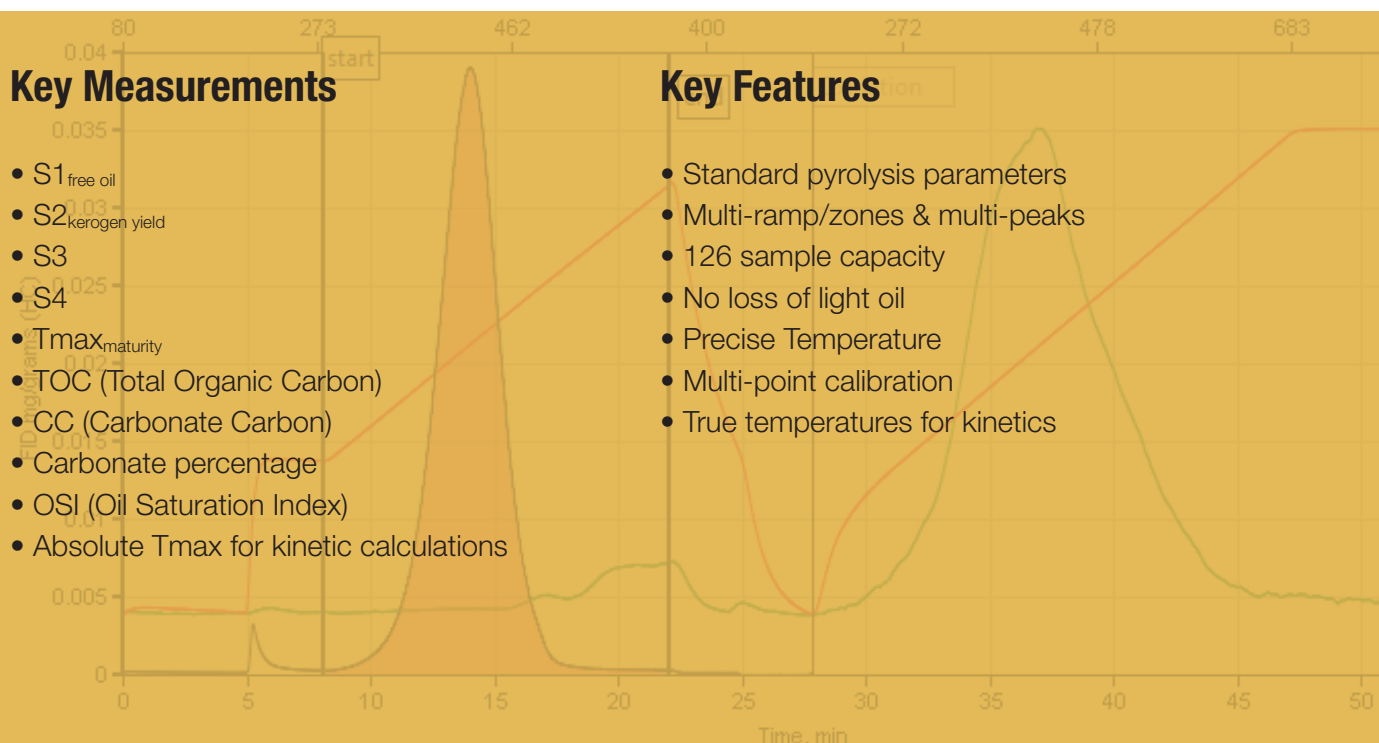 80 273 462 400 272 478 683
0.04
start
Key Measurements
Key Features
0.035
• S1free oil
• S2kerogen yield
0.03
• S3
• S4
0.025
• Tmaxmaturity
0.02
• TOC (Total Organic Carbon)
• CC (Carbonate Carbon)
0.015
• Carbonate percentage
• OSI (Oil Saturation Index)
0.01
• Absolute Tmax for kinetic calculations
• Standard pyrolysis parameters
• Multi-ramp/zones & multi-peaks
• 126 sample capacity
• No loss of light oil
• Precise Temperature
• Multi-point calibration
• True temperatures for kinetics
FID mg/grams (HC)
0.005
0
0 5 10 15 20 25 30 35 40 45 50
Time, min